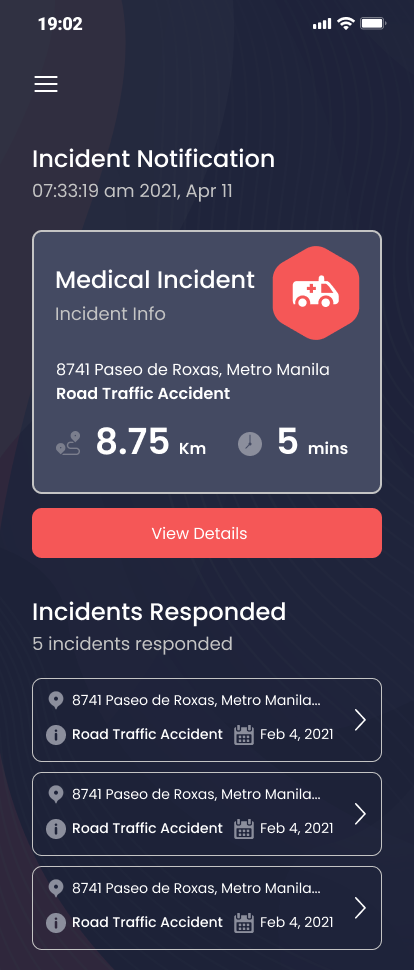 19:02
Incident Notification
07:33:19 am 2021, Apr 11
Medical Incident
Incident Info
8741 Paseo de Roxas, Metro Manila
Road Traffic Accident
8.75 Km 5 mins
View Details
Incidents Responded
5 incidents responded
8741 Paseo de Roxas, Metro Manila...
Road Traffic Accident Feb 4, 2021
8741 Paseo de Roxas, Metro Manila...
Road Traffic Accident Feb 4, 2021
8741 Paseo de Roxas, Metro Manila...
Road Traffic Accident Feb 4, 2021